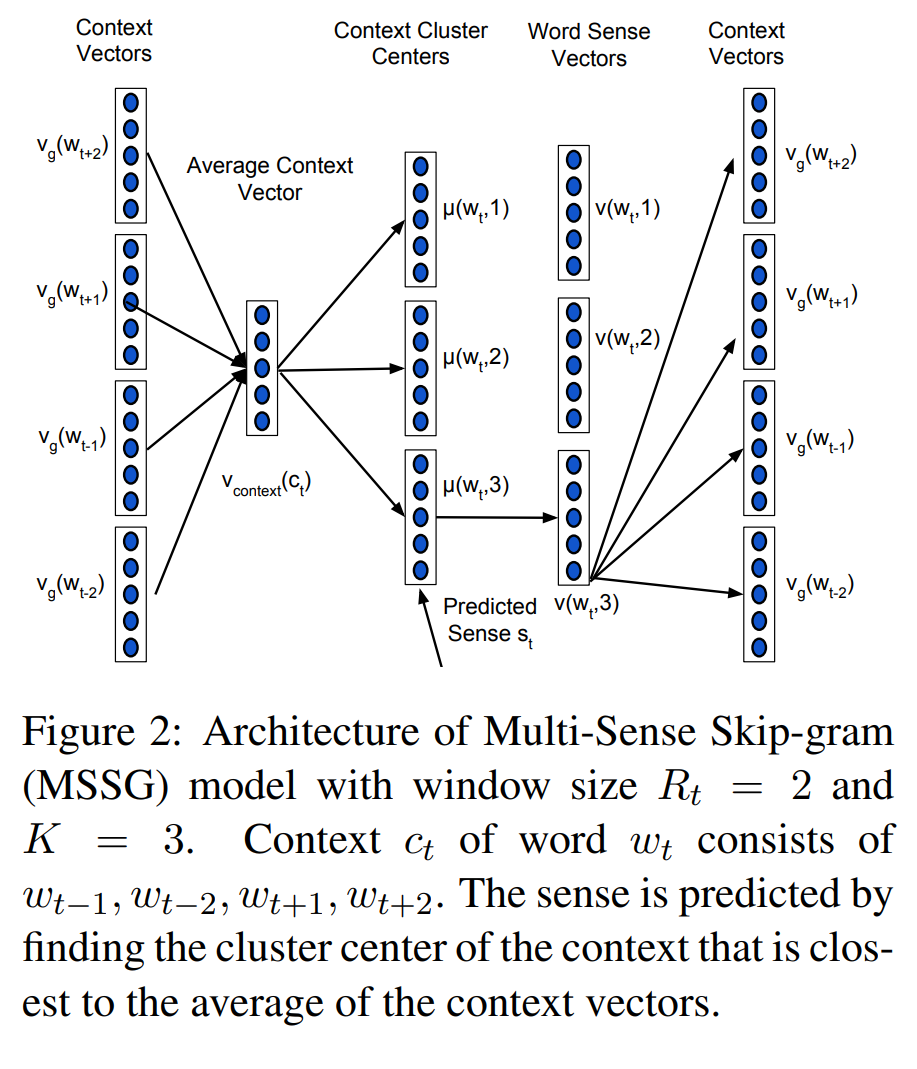 Context Vectors
Context Cluster Centers
Word Sense Vectors
Context Vectors
v_g(w_{t+2})
v_g(w_{t+1})
v_g(w_{t-1})
v_g(w_{t-2})
Average Context Vector
v_{context}(c_t)
μ(w_t,1)
μ(w_t,2)
μ(w_t,3)
Predicted Sense s_t
v(w_t,1)
v(w_t,2)
v(w_t,3)
v_g(w_{t+2})
v_g(w_{t+1})
v_g(w_{t-1})
v_g(w_{t-2})
Figure 2: Architecture of Multi-Sense Skip-gram
(MSSG) model with window size R_t = 2 and
K = 3. Context c_t of word w_t consists of
w_{t-1}, w_{t-2}, w_{t+1}, w_{t+2}. The sense is predicted by
finding the cluster center of the context that is clos-
est to the average of the context vectors.